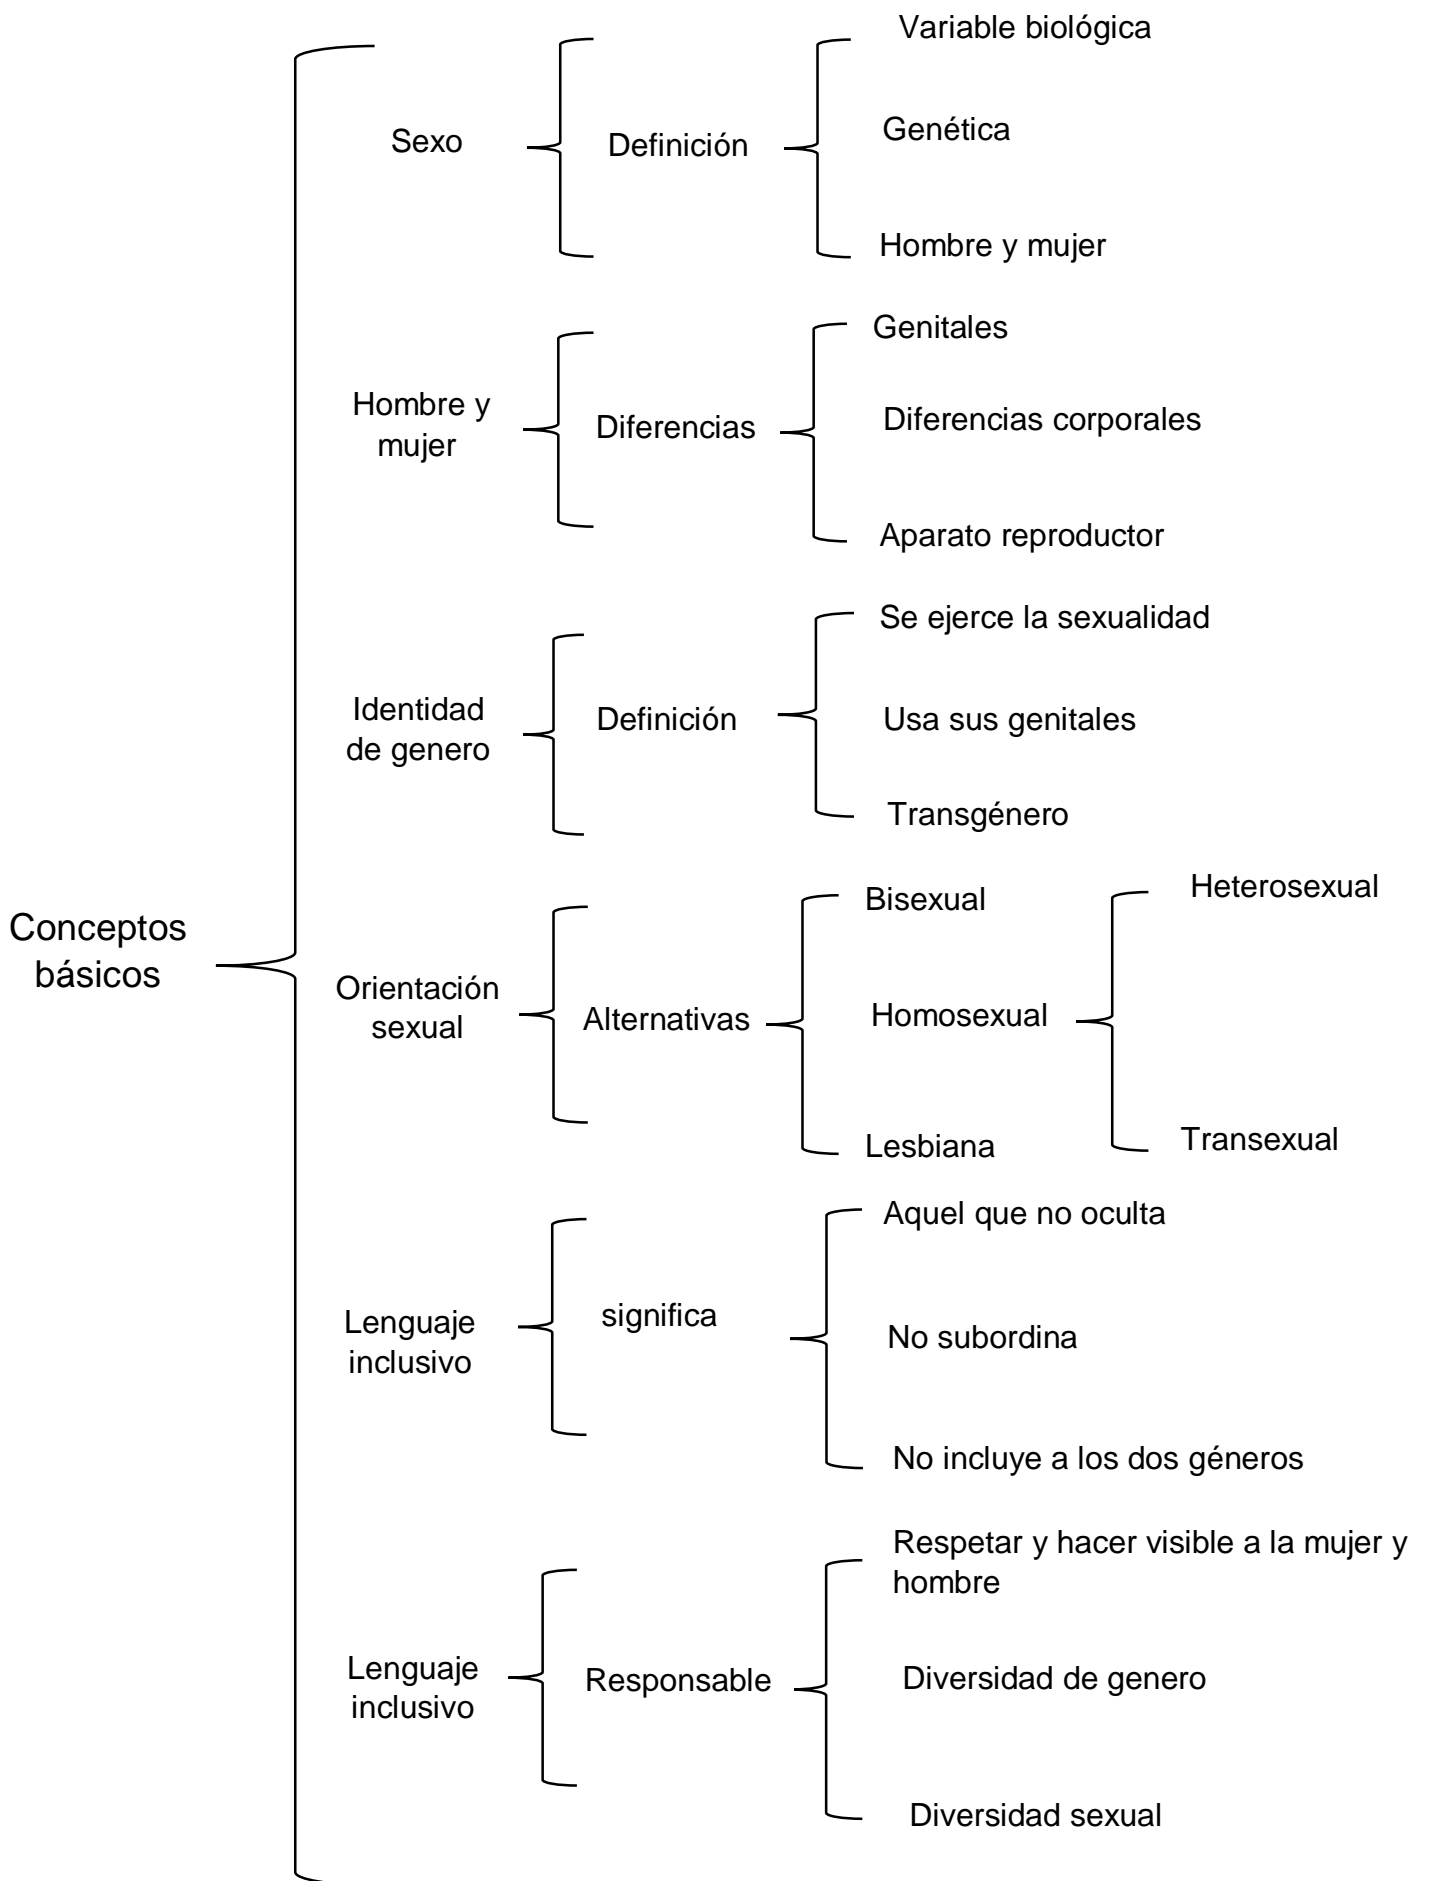 Conceptos
básicos
Sexo
Definición
Variable biológica
Genética
Hombre y mujer
Hombre y
mujer
Diferencias
Genitales
Diferencias corporales
Aparato reproductor
Identidad
de genero
Definición
Se ejerce la sexualidad
Usa sus genitales
Transgénero
Orientación
sexual
Alternativas
Bisexual
Homosexual
Lesbiana
Heterosexual
Transexual
Lenguaje
inclusivo
significa
Aquel que no oculta
No subordina
No incluye a los dos géneros
Lenguaje
inclusivo
Responsable
Respetar y hacer visible a la mujer y
hombre
Diversidad de genero
Diversidad sexual